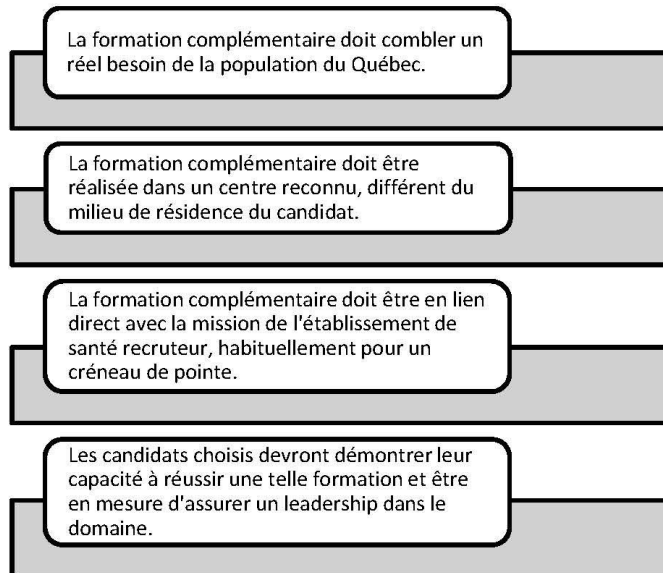 La formation complémentaire doit combler un
réel besoin de la population du Québec.
La formation complémentaire doit être
réalisée dans un centre reconnu, différent du
milieu de résidence du candidat.
La formation complémentaire doit être en lien
direct avec la mission de l'établissement de
santé recruteur, habituellement pour un
créneau de pointe.
Les candidats choisis devront démontrer leur
capacité à réussir une telle formation et être
en mesure d'assurer un leadership dans le
domaine.